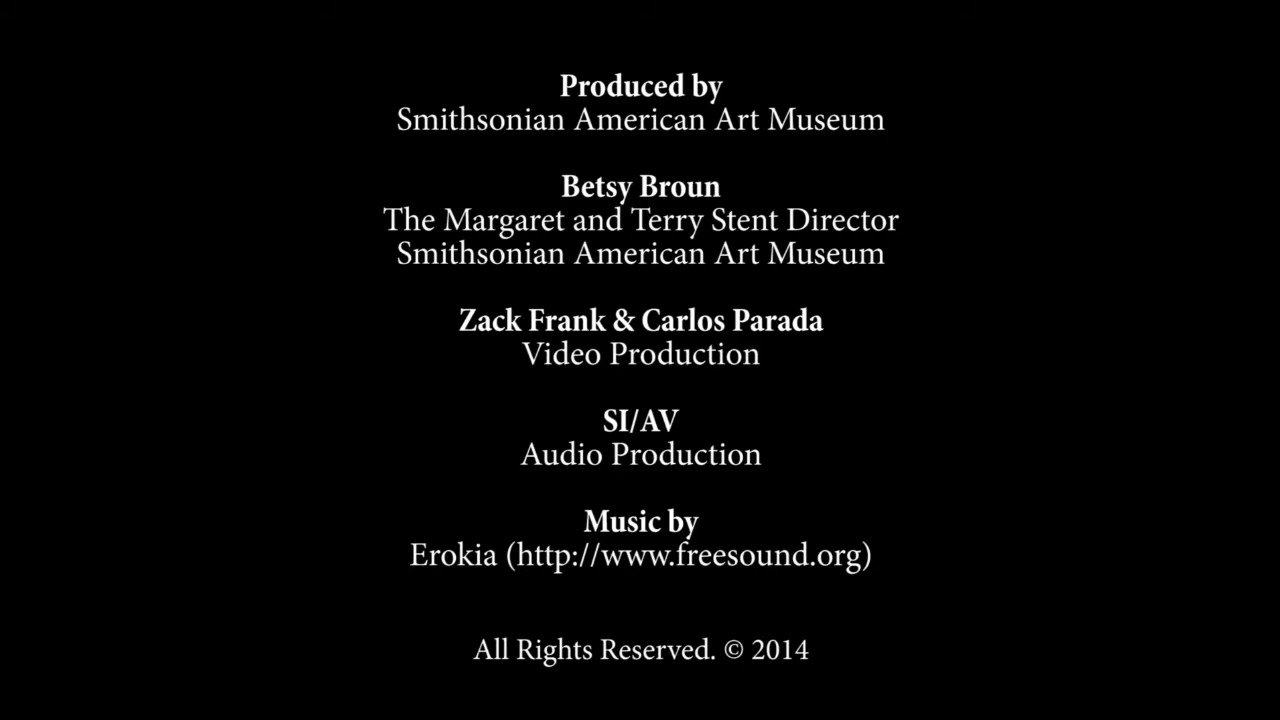 Produced by
Smithsonian American Art Museum
Betsy Broun
The Margaret and Terry Stent Director
Smithsonian American Art Museum
Zack Frank & Carlos Parada
Video Production
SI/AV
Audio Production
Music by
Erokia (http://www.freesound.org)
All Rights Reserved. © 2014